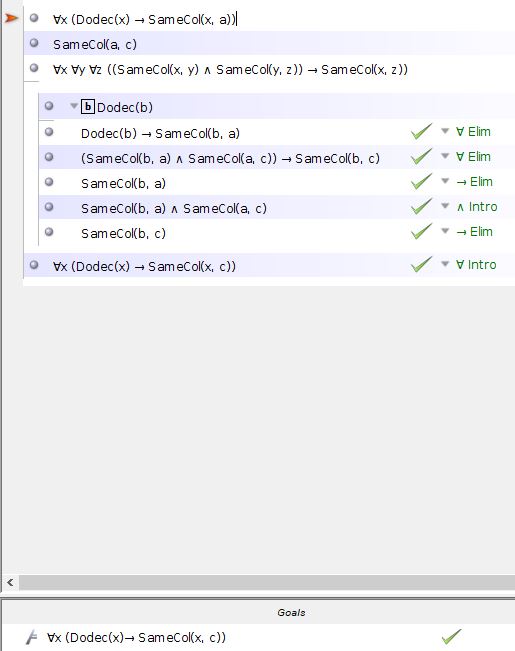 ∀x (Dodec(x) → SameCol(x, a))
SameCol(a, c)
∀x ∀y ∀z ((SameCol(x, y) ∧ SameCol(y, z)) → SameCol(x, z))
b Dodec(b)
Dodec(b) → SameCol(b, a) ∀ Elim
(SameCol(b, a) ∧ SameCol(a, c)) → SameCol(b, c) ∀ Elim
SameCol(b, a) → Elim
SameCol(b, a) ∧ SameCol(a, c) ∧ Intro
SameCol(b, c) → Elim
∀x (Dodec(x) → SameCol(x, c)) ∀ Intro
Goals
∀x (Dodec(x)→ SameCol(x, c))